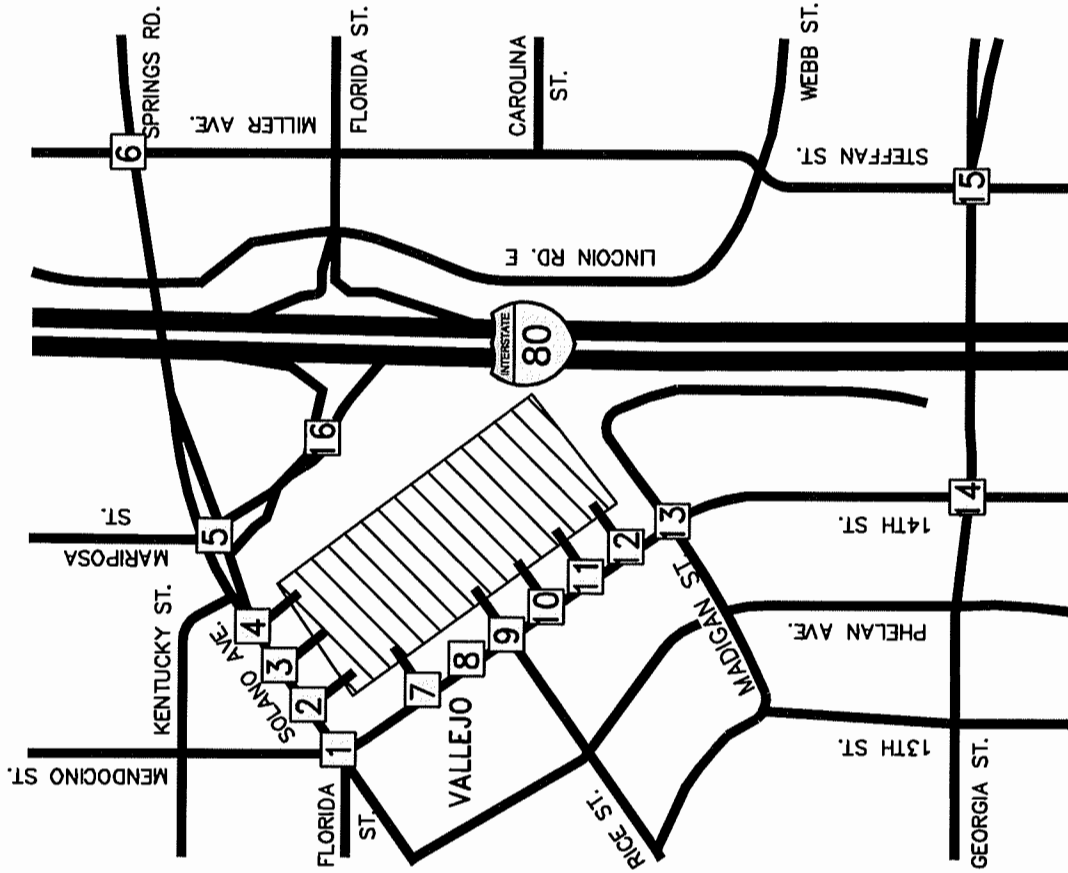 SPRINGS RD.
FLORIDA ST.
CAROLINA
ST.
WEBB ST.
MILLER AVE.
6
STEFFAN ST.
15
LINCOIN RD. E
INTERSTATE
80
16
MARIPOSA
ST.
5
KENTUCKY ST.
4
SOLANO AVE.
3
2
1
MENDOCINO ST.
FLORIDA
ST.
VALLEJO
7
8
9
10
11
12
13
14
14TH ST.
MADIGAN ST.
PHELAN AVE.
13TH ST.
RICE ST.
GEORGIA ST.